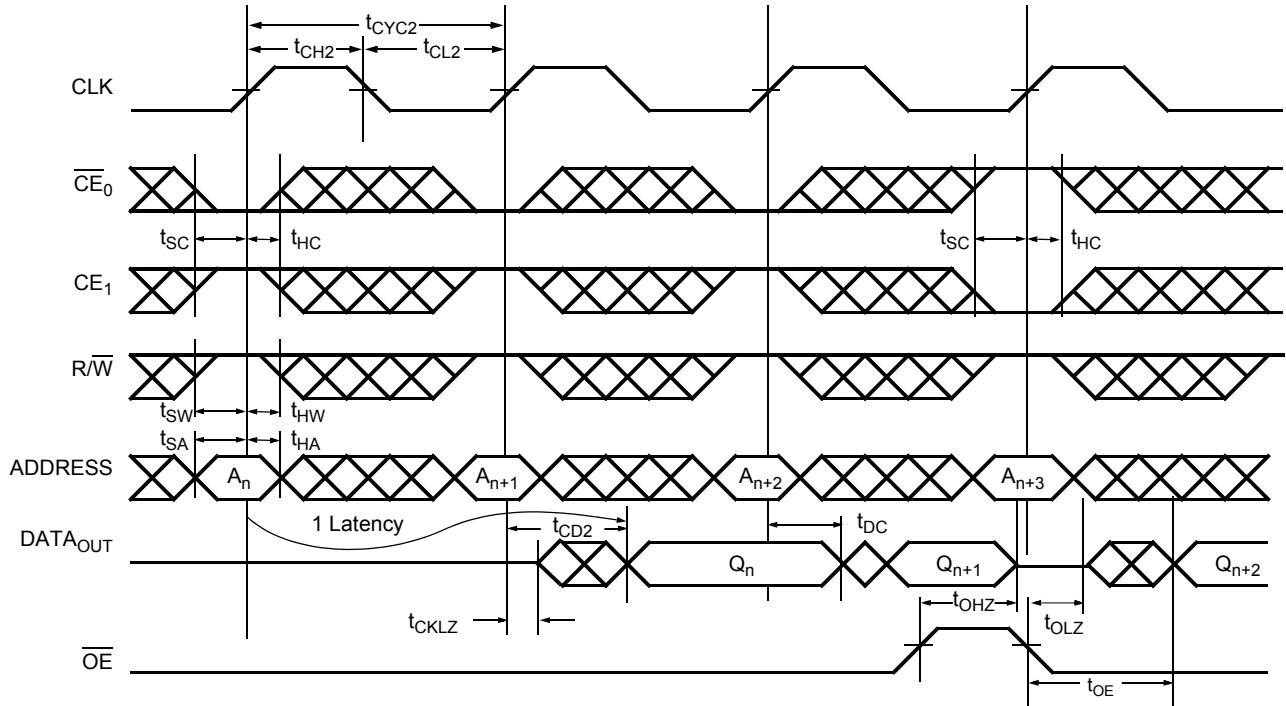 tCYC2
tCH2 tCL2
CLK
CE0
tSC tHC tSC tHC
CE1
R/W
tSW tHW
tSA tHA
ADDRESS An An+1 An+2 An+3
1 Latency tCD2 tDC
DATAOUT Qn Qn+1 Qn+2
tCKLZ tOHZ tOLZ
OE
tOE